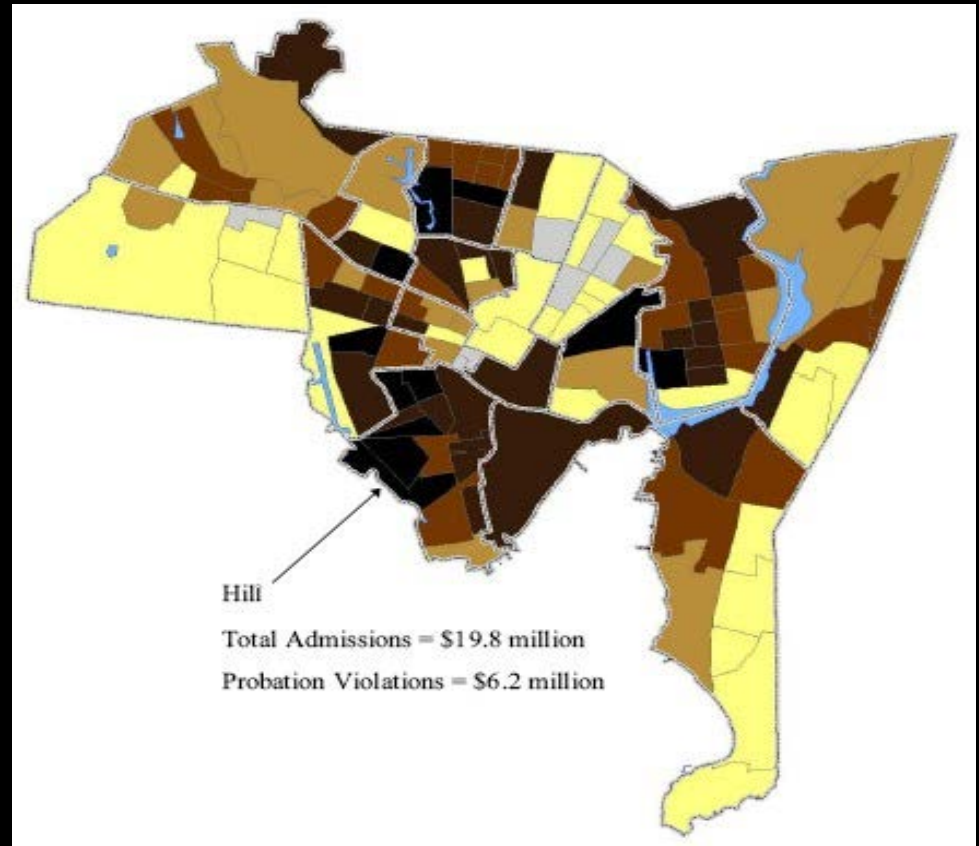 Hill
Total Admissions = $19.8 million
Probation Violations = $6.2 million